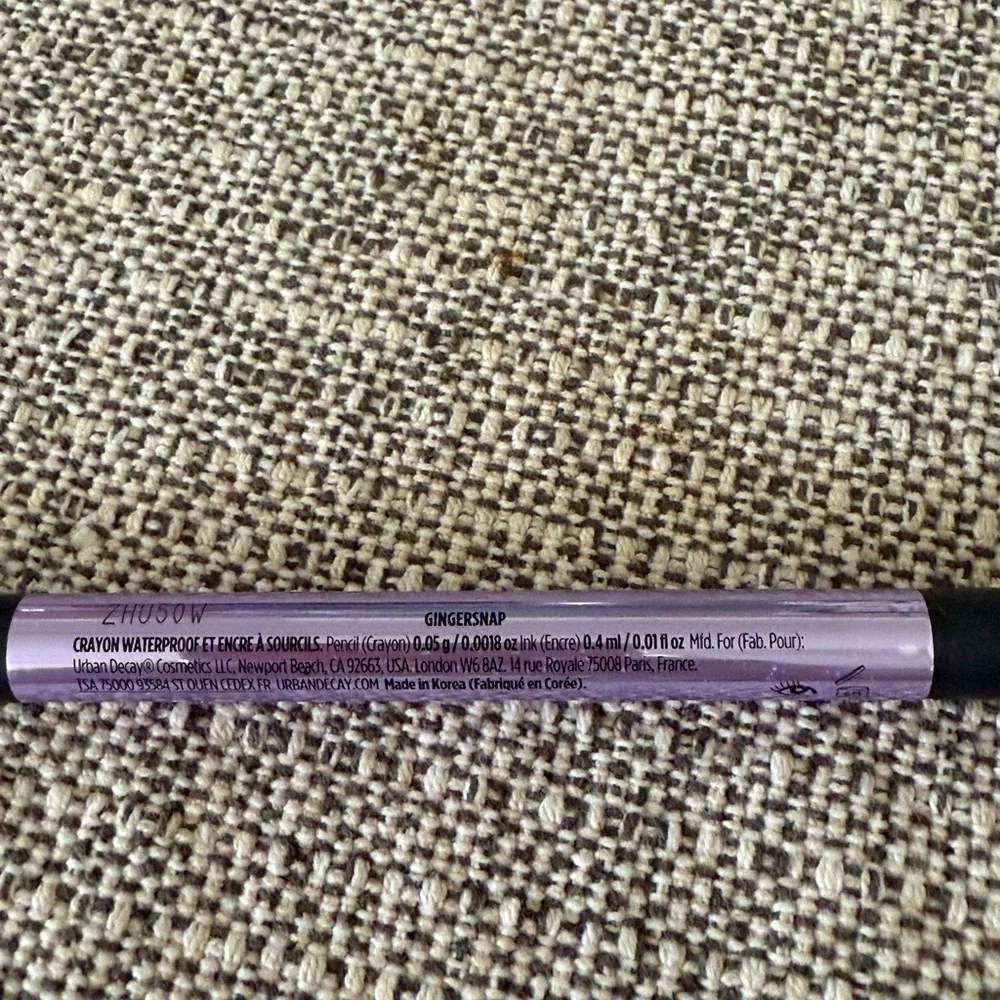 ZHU50W
GINGERSNAP
CRAYON WATERPROOF ET ENCRE À SOURCILS. Pencil (Crayon) 0.05 g / 0.0018 oz Ink (Encre) 0.4 ml / 0.01 fl oz Mfd. For (Fab. Pour):
Urban Decay® Cosmetics LLC, Newport Beach, CA 92663, USA. London W6 8AZ. 14 rue Royale 75008 Paris, France.
TSA 75000 93584 ST OUEN CEDEX FR URBANDECAY.COM Made in Korea (Fabriqué en Corée).